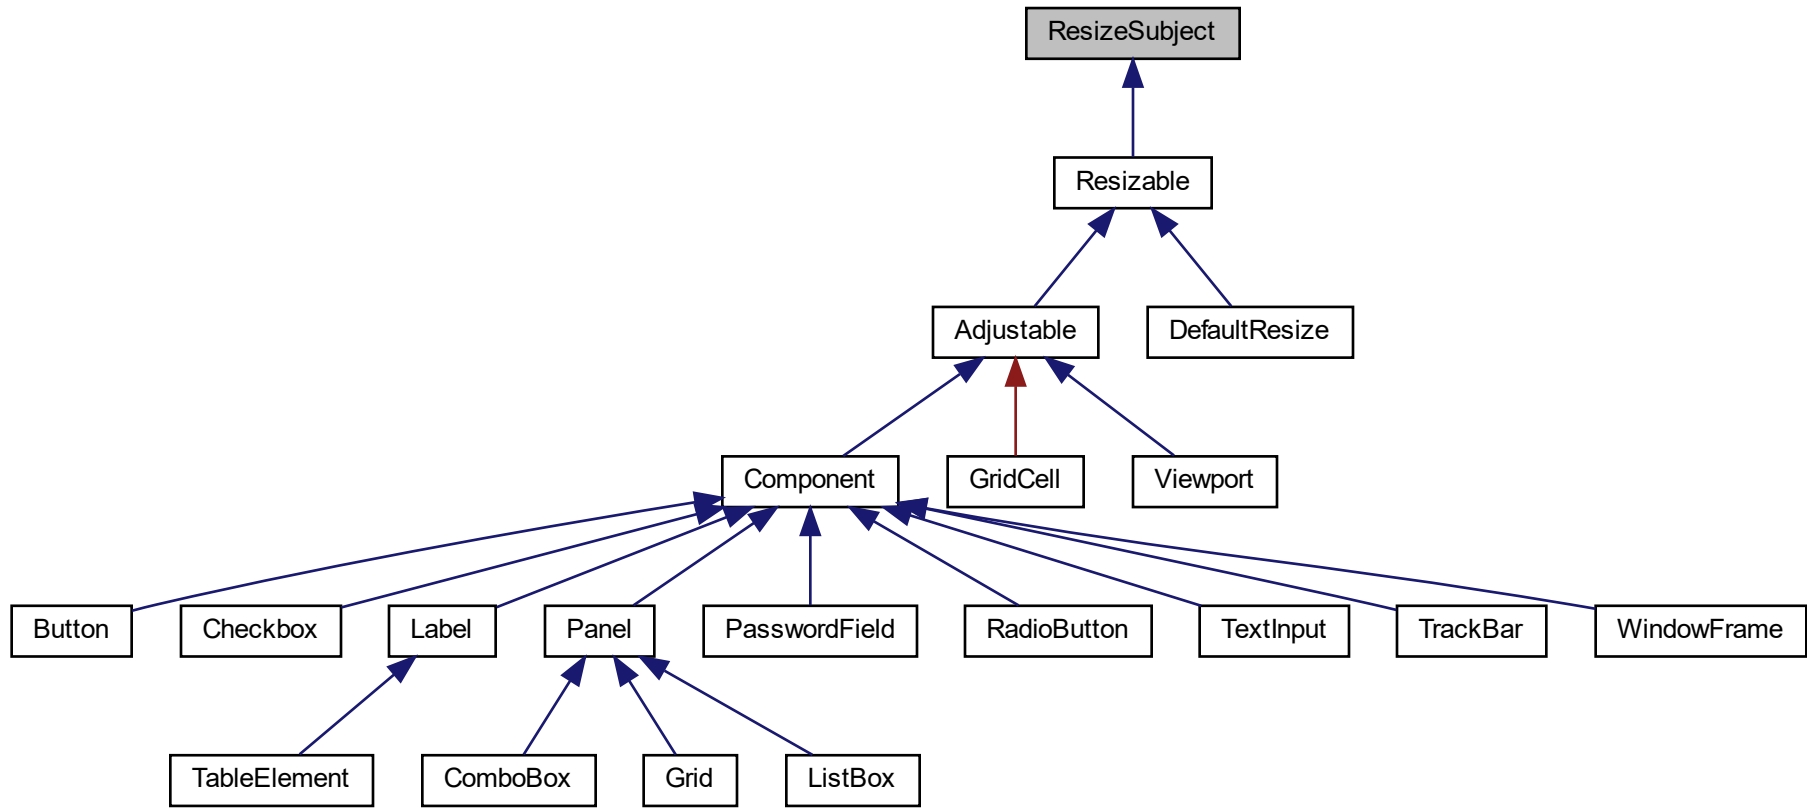 ResizeSubject
Resizable
Adjustable
DefaultResize
Component
GridCell
Viewport
Button
Checkbox
Label
Panel
PasswordField
RadioButton
TextInput
TrackBar
WindowFrame
TableElement
ComboBox
Grid
ListBox